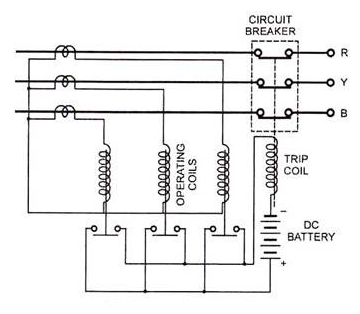 CIRCUIT
BREAKER
R
Y
B
OPERATING
COILS
TRIP
COIL
−
DC
BATTERY
+